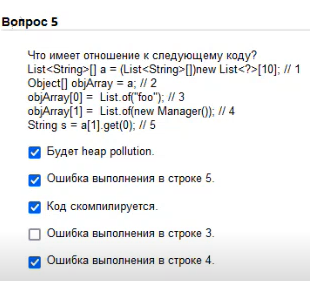 Вопрос 5
Что имеет отношение к следующему коду?
List<String>[] a = (List<String>[])new List<?>[10]; // 1
Object[] objArray = a; // 2
objArray[0] = List.of("foo"); // 3
objArray[1] = List.of(new Manager()); // 4
String s = a[1].get(0); // 5
Будет heap pollution.
Ошибка выполнения в строке 5.
Код скомпилируется.
Ошибка выполнения в строке 3.
Ошибка выполнения в строке 4.